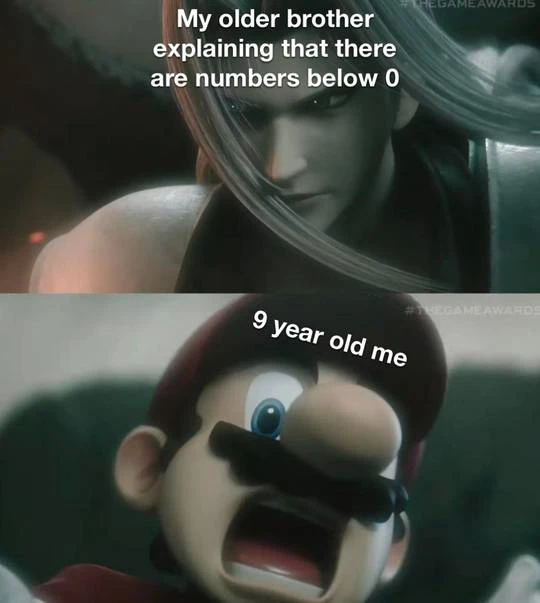 #THEGAMEAWARDS
My older brother
explaining that there
are numbers below 0
#THEGAMEAWARDS
9 year old me